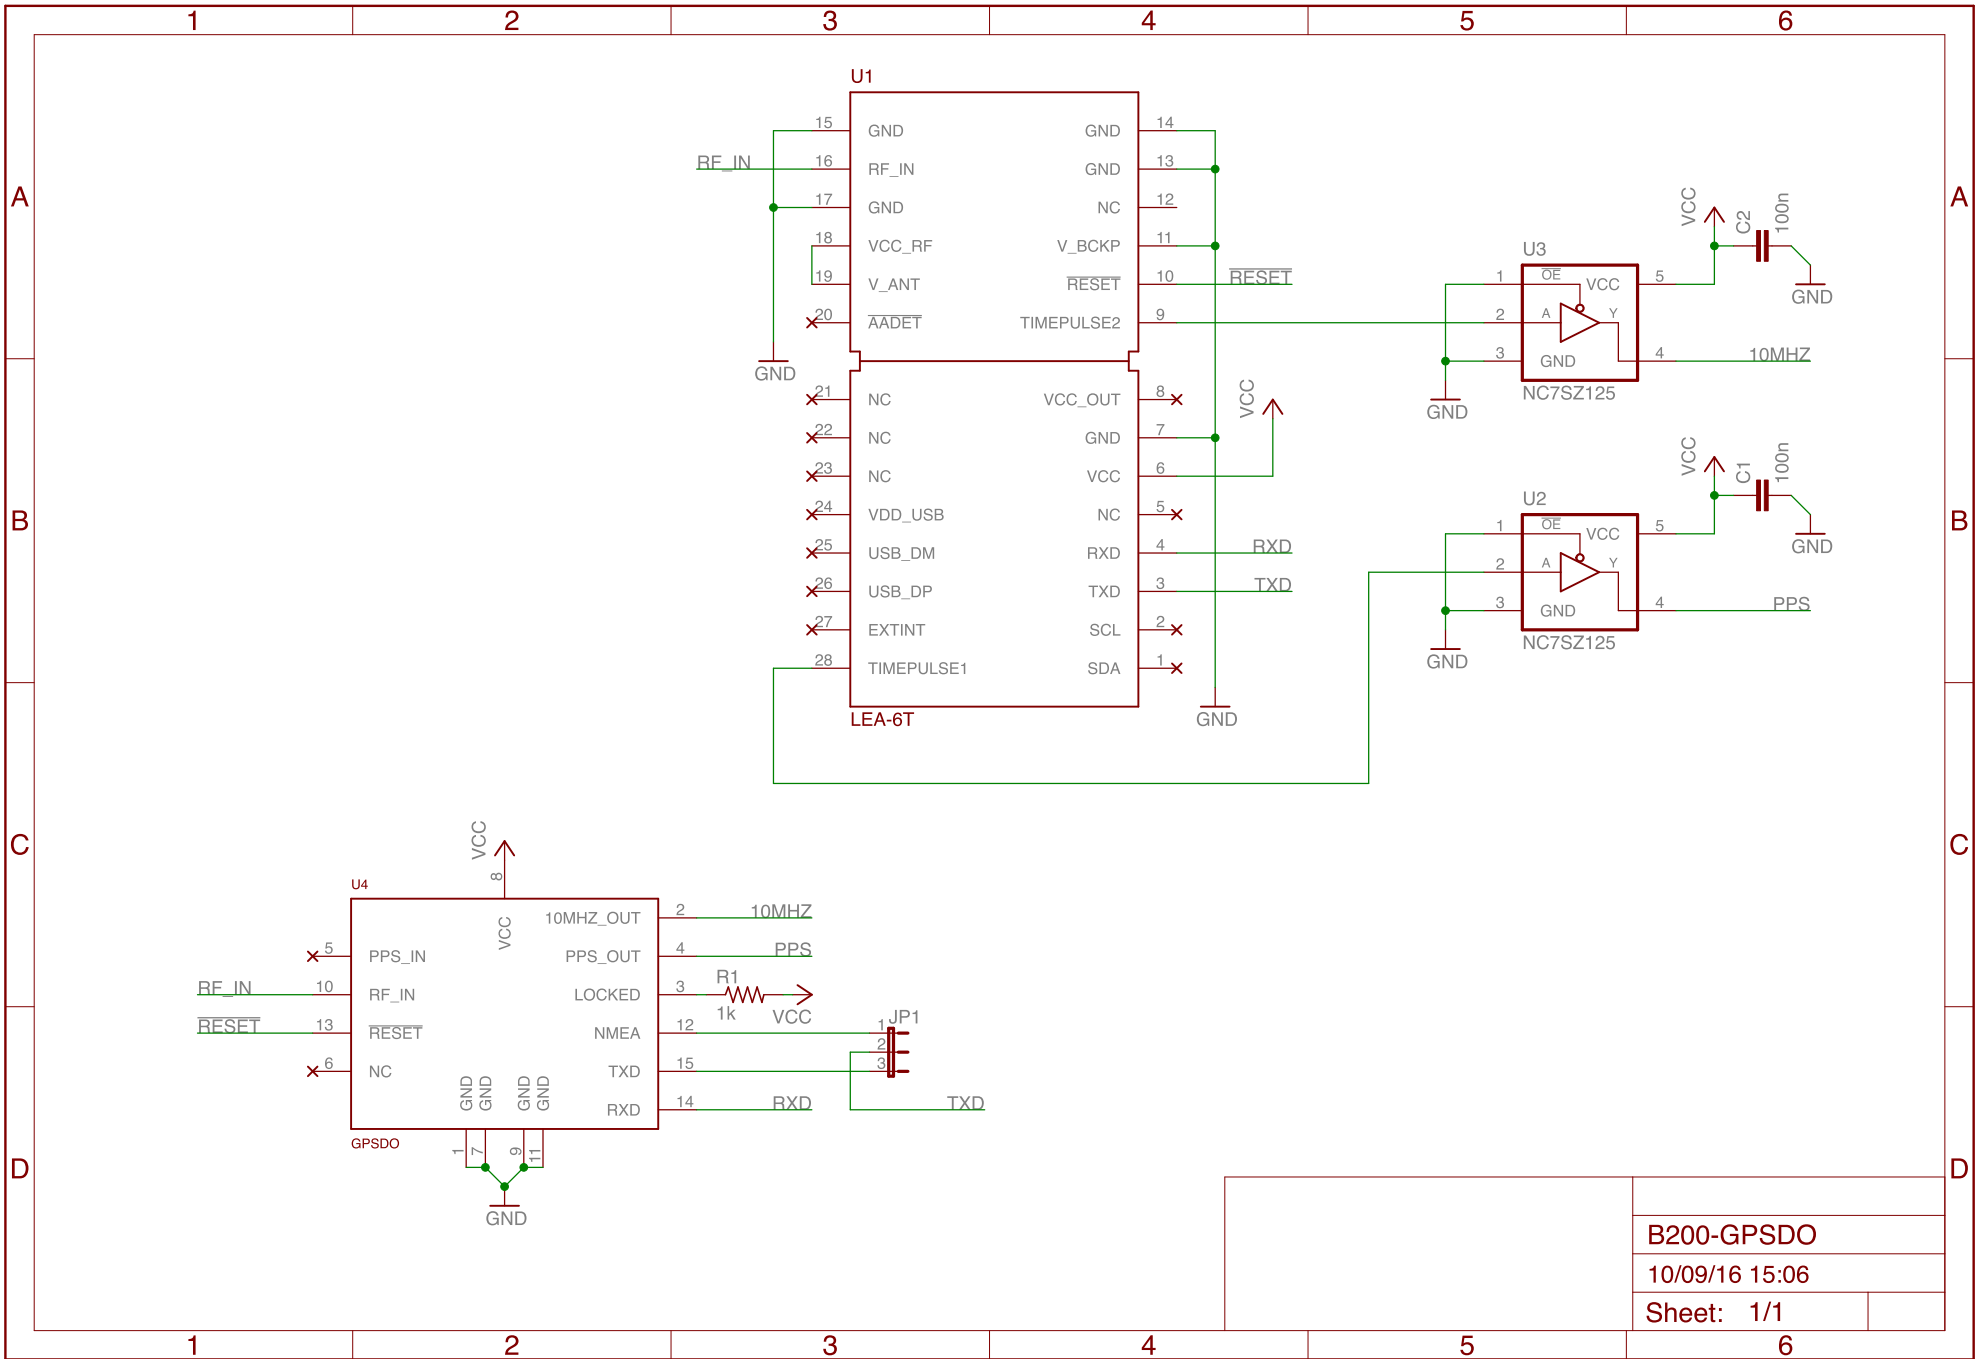 1 2 3 4 5 6
A
B
C
D
A
B
C
D
1 2 3 4 5 6
U1
15 GND
RF_IN 16 RF_IN
17 GND
18 VCC_RF
19 V_ANT
20 AADET
GND
21 NC
22 NC
23 NC
24 VDD_USB
25 USB_DM
26 USB_DP
27 EXTINT
28 TIMEPULSE1
GND 14
GND 13
NC 12
V_BCKP 11
RESET 10 RESET
TIMEPULSE2 9
VCC_OUT 8
GND 7
VCC 6
VCC
NC 5
RXD 4 RXD
TXD 3 TXD
SCL 2
SDA 1
GND
LEA-6T
U3
1 OE VCC 5
2 A Y
3 GND 4 10MHZ
NC7SZ125
GND
VCC
C2
100n
GND
U2
1 OE VCC 5
2 A Y
3 GND 4 PPS
NC7SZ125
GND
VCC
C1
100n
GND
VCC
8
U4
VCC
5 PPS_IN
RF_IN 10 RF_IN
RESET 13 RESET
6 NC
10MHZ_OUT 2 10MHZ
PPS_OUT 4 PPS
LOCKED 3 R1
1k VCC
NMEA 12
TXD 15
RXD 14 RXD
JP1
1
2
3
TXD
GND GND GND GND
1 7 9 11
GPSDO
GND
B200-GPSDO
10/09/16 15:06
Sheet: 1/1